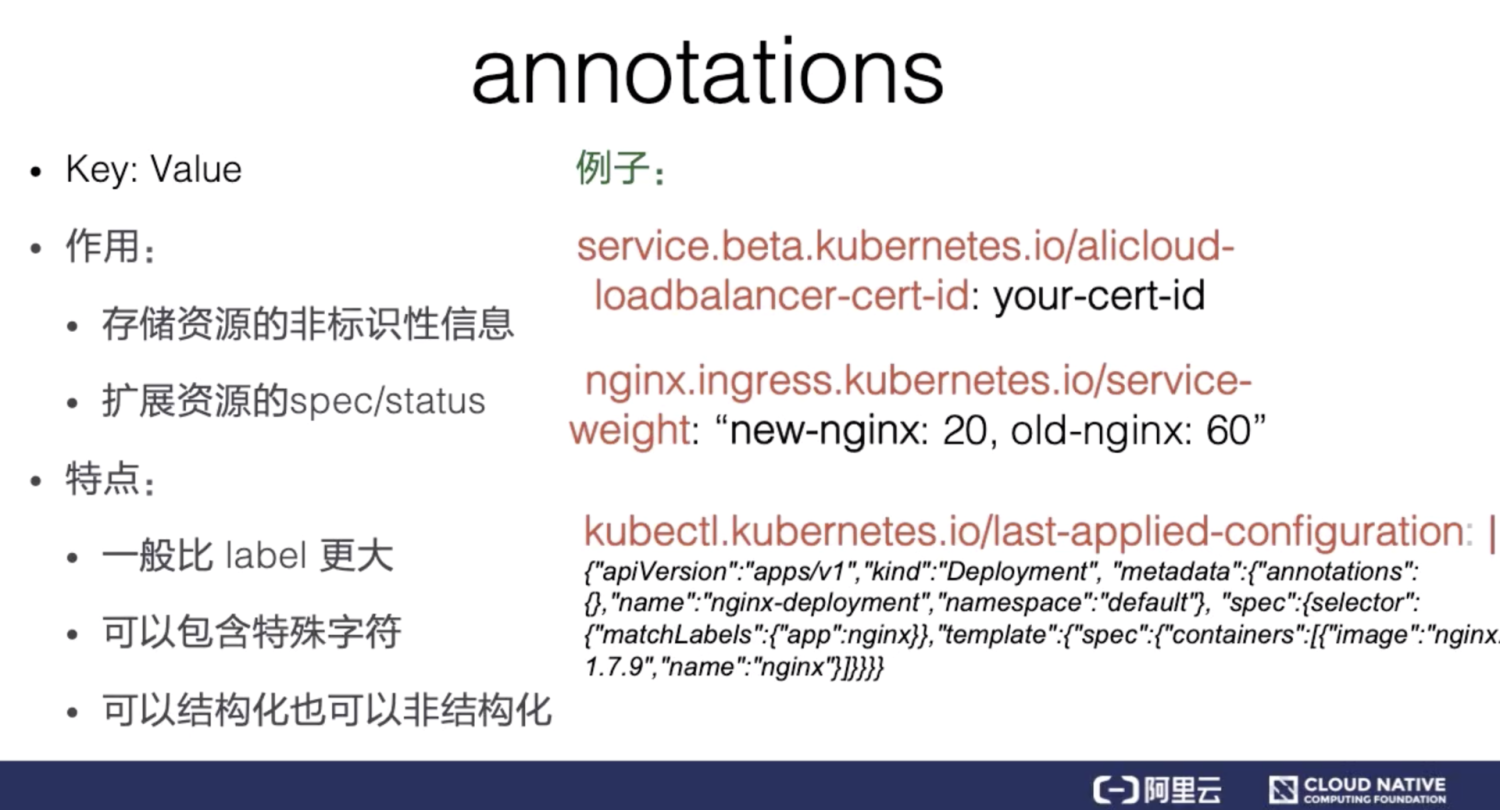 annotations
• Key: Value
• 作用：
• 存储资源的非标识性信息
• 扩展资源的spec/status
• 特点：
• 一般比 label 更大
• 可以包含特殊字符
• 可以结构化也可以非结构化
例子：
service.beta.kubernetes.io/alicloud-
loadbalancer-cert-id: your-cert-id
nginx.ingress.kubernetes.io/service-
weight: “new-nginx: 20, old-nginx: 60”
kubectl.kubernetes.io/last-applied-configuration: |
{"apiVersion":"apps/v1","kind":"Deployment", "metadata":{"annotations":
{},"name":"nginx-deployment","namespace":"default"}, "spec":{selector":
{"matchLabels":{"app":nginx}},"template":{"spec":{"containers":[{"image":"nginx:
1.7.9","name":"nginx"}]}}}}
阿里云
CLOUD NATIVE
COMPUTING FOUNDATION